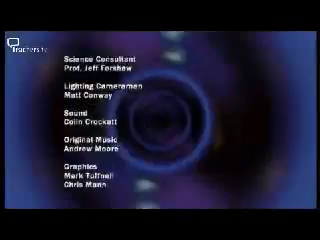 Teachers.tv
Science Consultant
Prof. Jeff Forshaw
Lighting Cameraman
Matt Conway
Sound
Colin Crockatt
Original Music
Andrew Moore
Graphics
Mark Tuffnell
Chris Mann